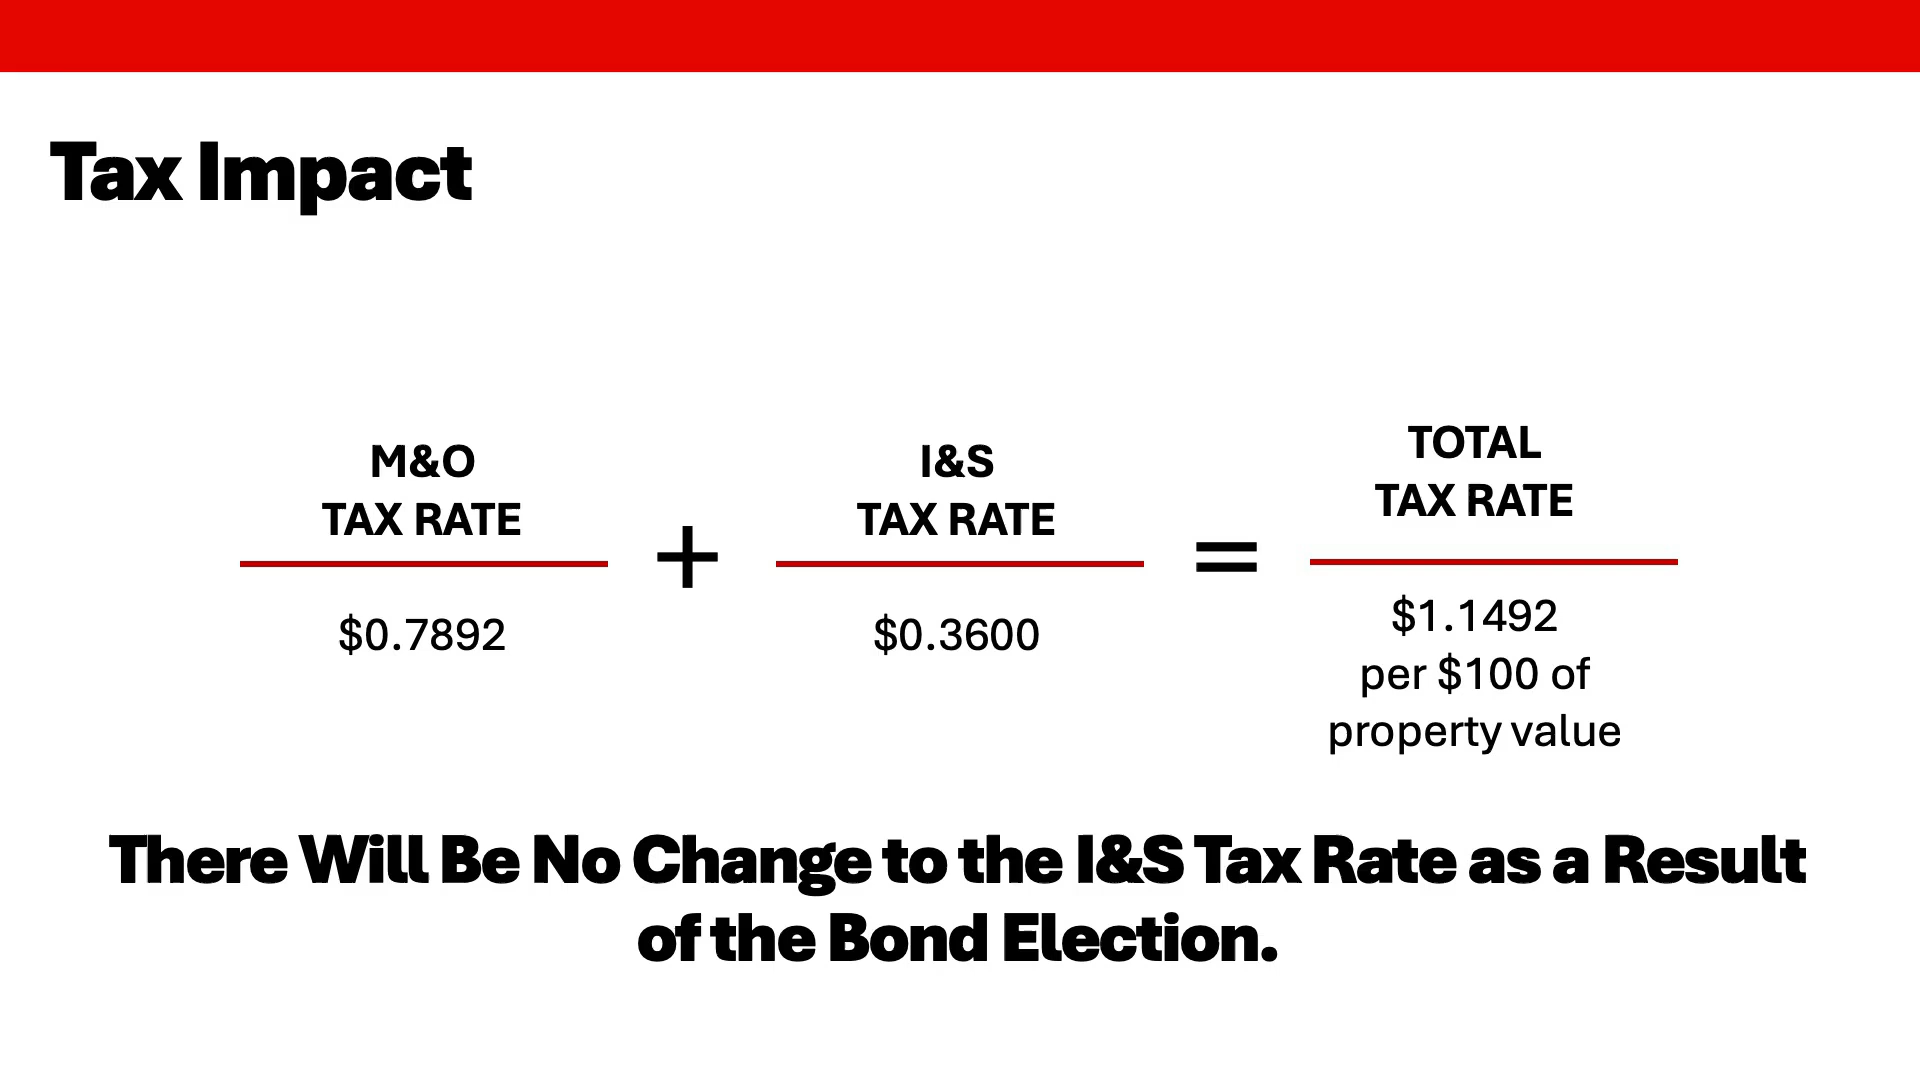 Tax Impact
M&O
TAX RATE
$0.7892
+
I&S
TAX RATE
$0.3600
=
TOTAL
TAX RATE
$1.1492
per $100 of
property value
There Will Be No Change to the I&S Tax Rate as a Result
of the Bond Election.